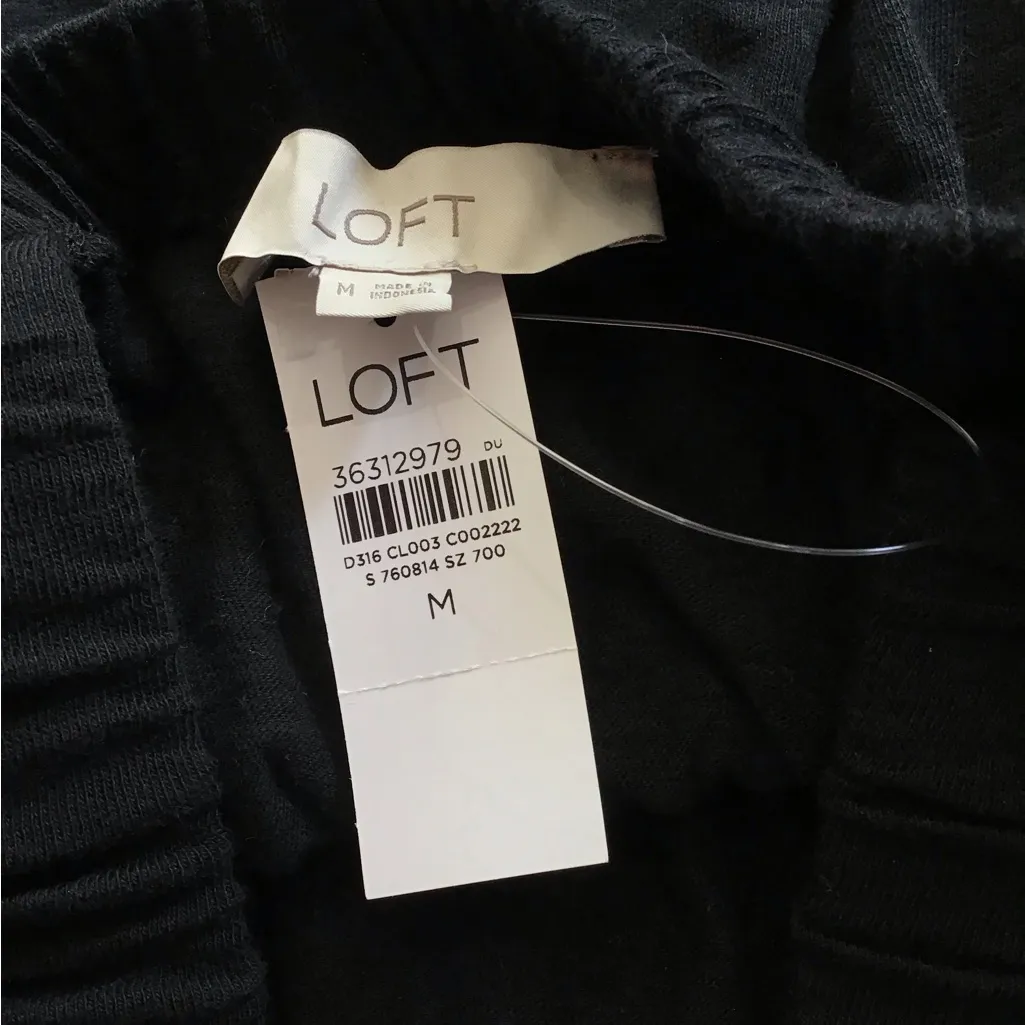 LOFT
M MADE IN
INDONESIA
LOFT
36312979 DU
D316 CL003 C002222
S 760814 SZ 700
M